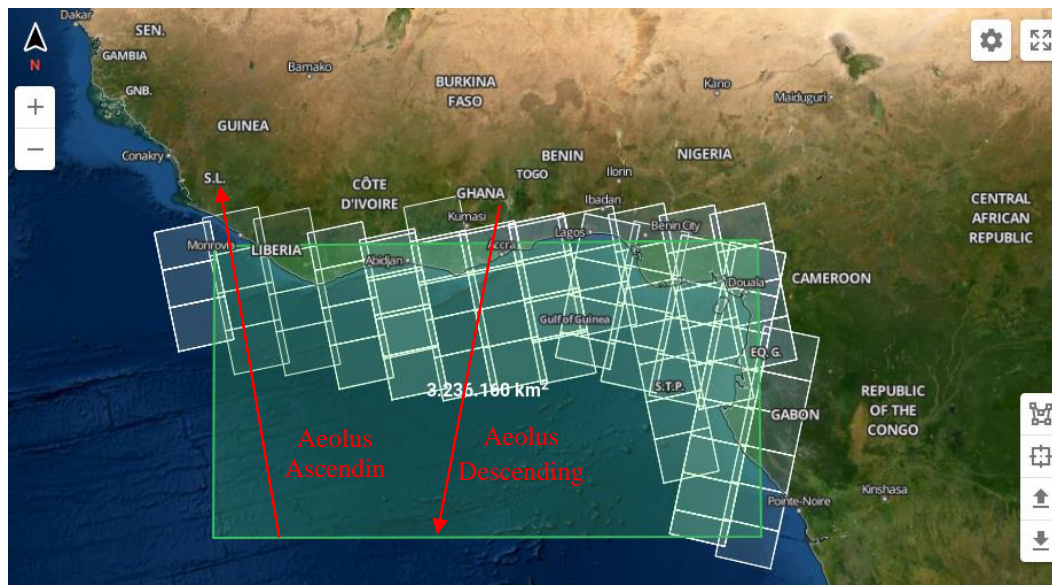 Dakar
SEN.
GAMBIA
GNB.
N
+
−
Bamako
BURKINA
FASO
Kano
Maiduguri
GUINEA
Conakry
S.L.
CÔTE
D'IVOIRE
GHANA
Kumasi
TOGO
BENIN
NIGERIA
Ilorin
Ibadan
CENTRAL
AFRICAN
REPUBLIC
Monrovia
LIBERIA
Abidjan
Accra
Lagos
Benin City
Douala
CAMEROON
Gulf of Guinea
EQ. G.
3.236.160 km²
S.T.P.
GABON
REPUBLIC
OF THE
CONGO
Aeolus
Ascendin
Aeolus
Descending
Pointe-Noire
Kinshasa